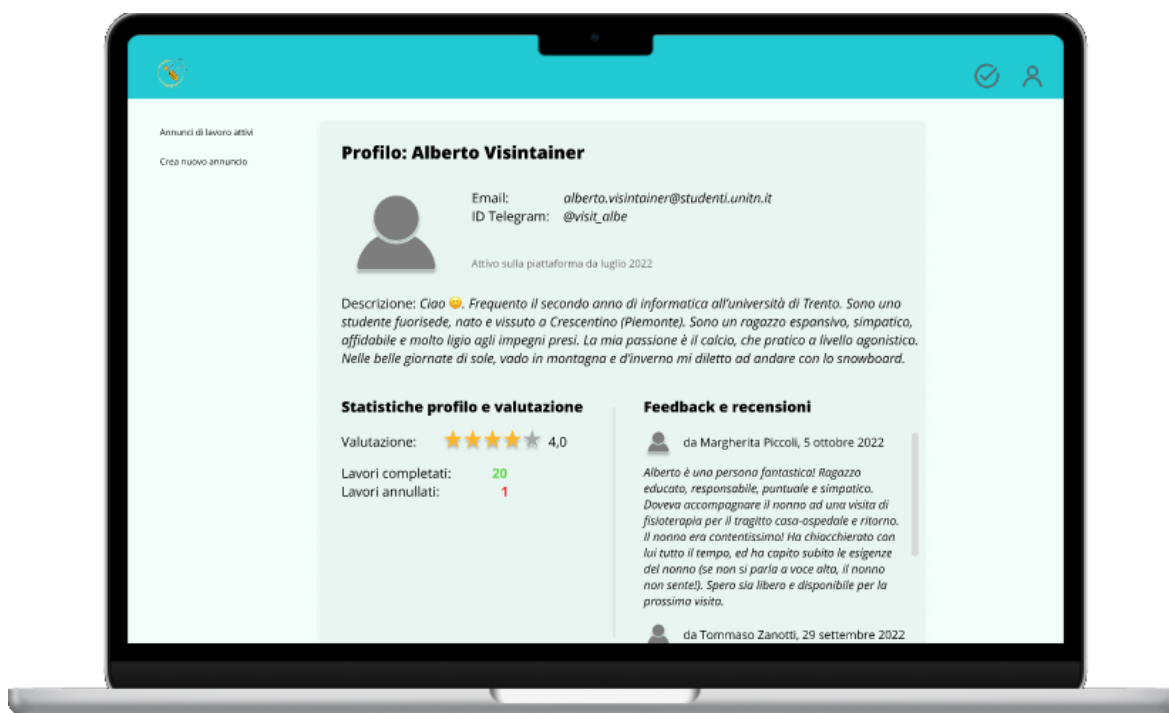 Annunci di lavoro attivi
Crea nuovo annuncio
Profilo: Alberto Visintainer
Email: alberto.visintainer@studenti.unitn.it
ID Telegram: @visit_albe
Attivo sulla piattaforma da luglio 2022
Descrizione: Ciao 😀. Frequento il secondo anno di informatica all'università di Trento. Sono uno
studente fuorisede, nato e vissuto a Crescentino (Piemonte). Sono un ragazzo espansivo, simpatico,
affidabile e molto ligio agli impegni presi. La mia passione è il calcio, che pratico a livello agonistico.
Nelle belle giornate di sole, vado in montagna e d'inverno mi diletto ad andare con lo snowboard.
Statistiche profilo e valutazione
Valutazione: 4,0
Lavori completati: 20
Lavori annullati: 1
Feedback e recensioni
da Margherita Piccoli, 5 ottobre 2022
Alberto è una persona fantastica! Ragazzo
educato, responsabile, puntuale e simpatico.
Doveva accompagnare il nonno ad una visita di
fisioterapia per il tragitto casa-ospedale e ritorno.
Il nonno era contentissimo! Ha chiacchierato con
lui tutto il tempo, ed ha capito subito le esigenze
del nonno (se non si parla a voce alta, il nonno
non sente!). Spero sia libero e disponibile per la
prossima visita.
da Tommaso Zanotti, 29 settembre 2022